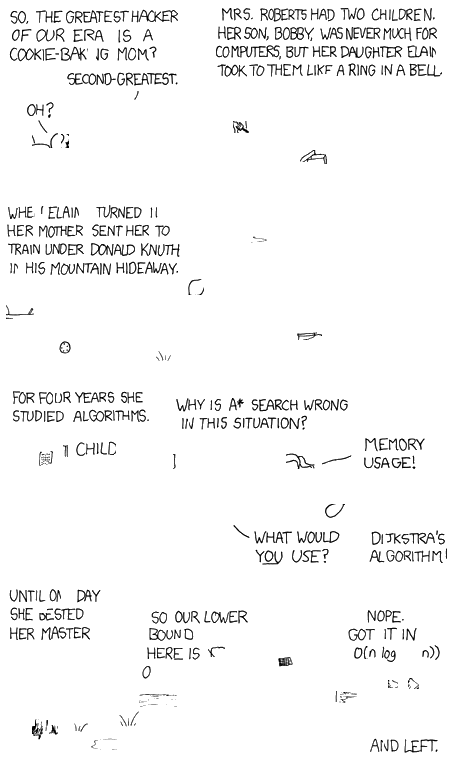 SO, THE GREATEST HACKER
OF OUR ERA IS A
COOKIE-BAK NG MOM?
SECOND-GREATEST.
OH?
MRS. ROBERTS HAD TWO CHILDREN.
HER SON, BOBBY, WAS NEVER MUCH FOR
COMPUTERS, BUT HER DAUGHTER ELAIN
TOOK TO THEM LIKE A RING IN A BELL.
TURNED 11
HER MOTHER SENT HER TO
TRAIN UNDER DONALD KNUTH
IN HIS MOUNTAIN HIDEAWAY.
FOR FOUR YEARS SHE
STUDIED ALGORITHMS.
CHILD
WHY IS A* SEARCH WRONG
IN THIS SITUATION?
MEMORY
USAGE!
WHAT WOULD
YOU USE?
DIJKSTRA'S
ALGORITHM!
UNTIL DAY
SHE BESTED
HER MASTER
SO OUR LOWER
BOUND
HERE IS
NOPE.
GOT IT IN
O(n log n))
AND LEFT.